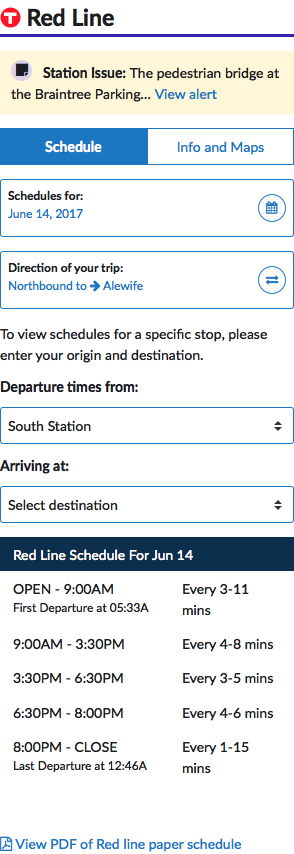 T Red Line
Station Issue: The pedestrian bridge at
the Braintree Parking... View alert
Schedule
Info and Maps
Schedules for:
June 14, 2017
Direction of your trip:
Northbound to → Alewife
To view schedules for a specific stop, please
enter your origin and destination.
Departure times from:
South Station
Arriving at:
Select destination
Red Line Schedule For Jun 14
OPEN - 9:00AM Every 3-11
First Departure at 05:33A mins
9:00AM - 3:30PM Every 4-8 mins
3:30PM - 6:30PM Every 3-5 mins
6:30PM - 8:00PM Every 4-6 mins
8:00PM - CLOSE Every 1-15
Last Departure at 12:46A mins
View PDF of Red line paper schedule